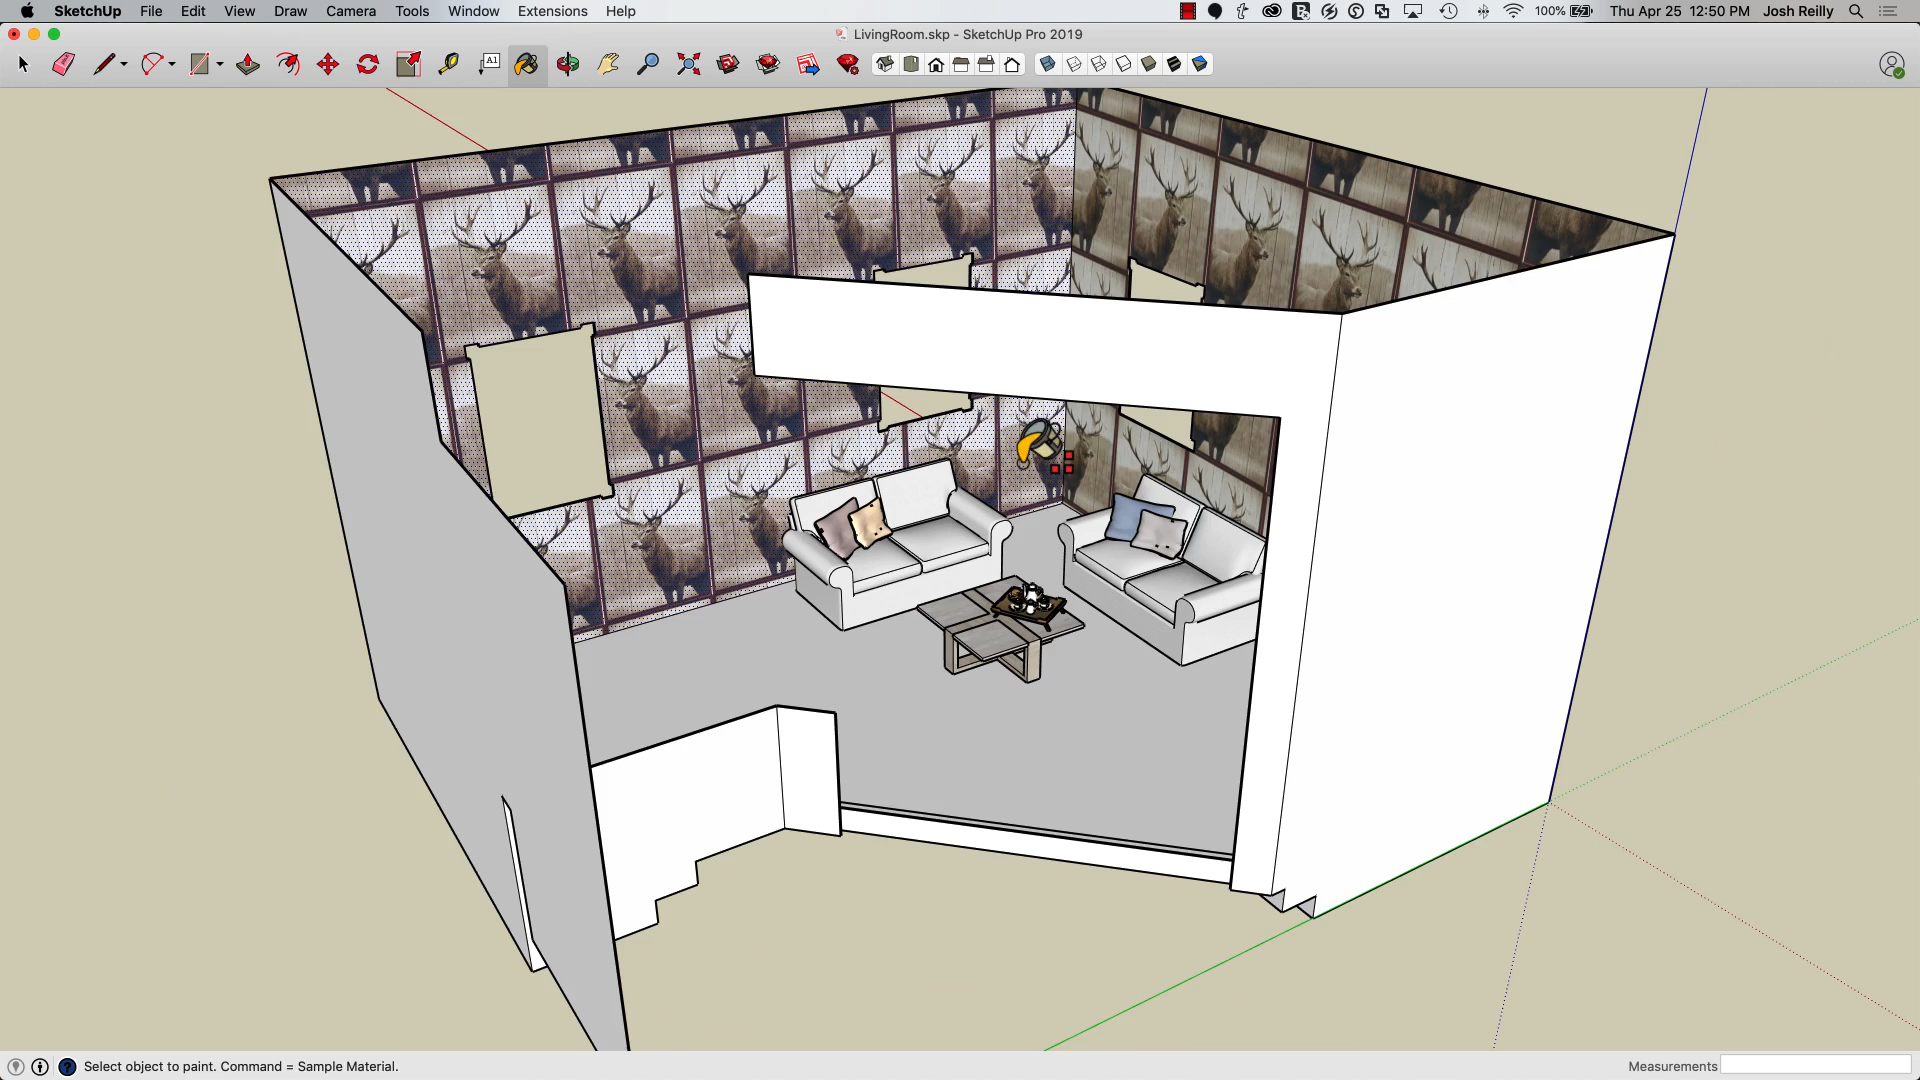 SketchUp File Edit View Draw Camera Tools Window Extensions Help 100% Thu Apr 25 12:50 PM Josh Reilly
LivingRoom.skp - SketchUp Pro 2019
A1
Select object to paint. Command = Sample Material.
Measurements